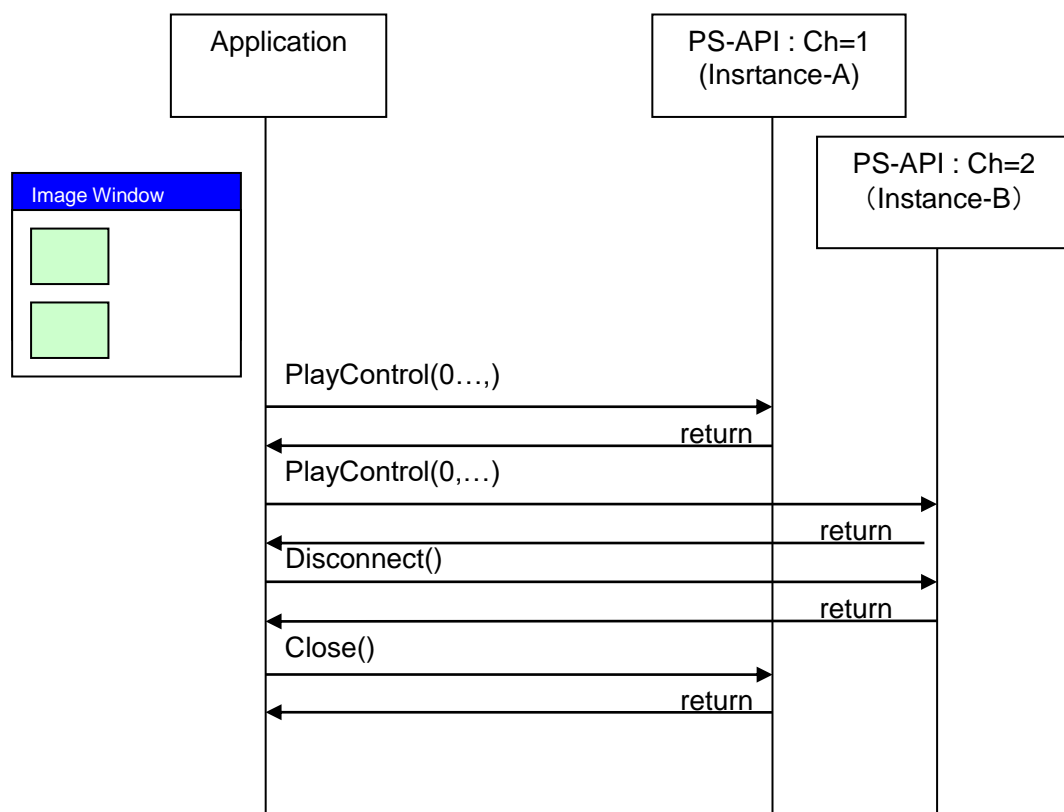 Application
PS-API : Ch=1
(Insrtance-A)
PS-API : Ch=2
（Instance-B）
Image Window
PlayControl(0…,)
return
PlayControl(0,…)
return
Disconnect()
return
Close()
return